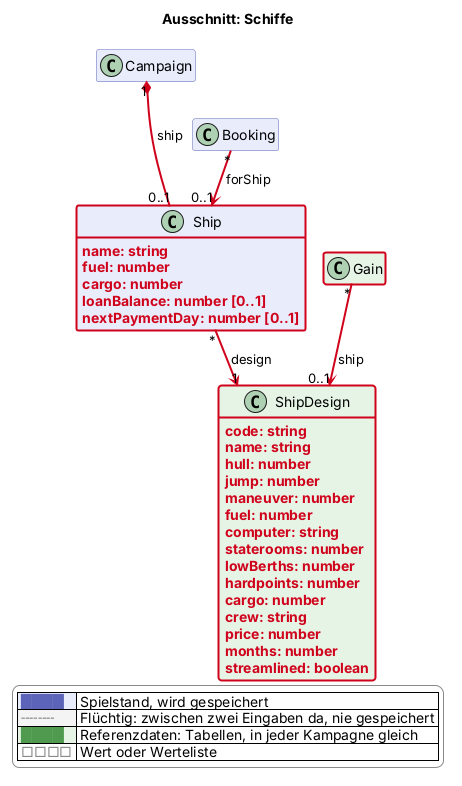 Ausschnitt: Schiffe
C Campaign
1
ship
C Booking
*
forShip
0..1
0..1
C Ship
name: string
fuel: number
cargo: number
loanBalance: number [0..1]
nextPaymentDay: number [0..1]
C Gain
*
*
design
ship
1
0..1
C ShipDesign
code: string
name: string
hull: number
jump: number
maneuver: number
fuel: number
computer: string
staterooms: number
lowBerths: number
hardpoints: number
cargo: number
crew: string
price: number
months: number
streamlined: boolean
Spielstand, wird gespeichert
Flüchtig: zwischen zwei Eingaben da, nie gespeichert
Referenzdaten: Tabellen, in jeder Kampagne gleich
Wert oder Werteliste